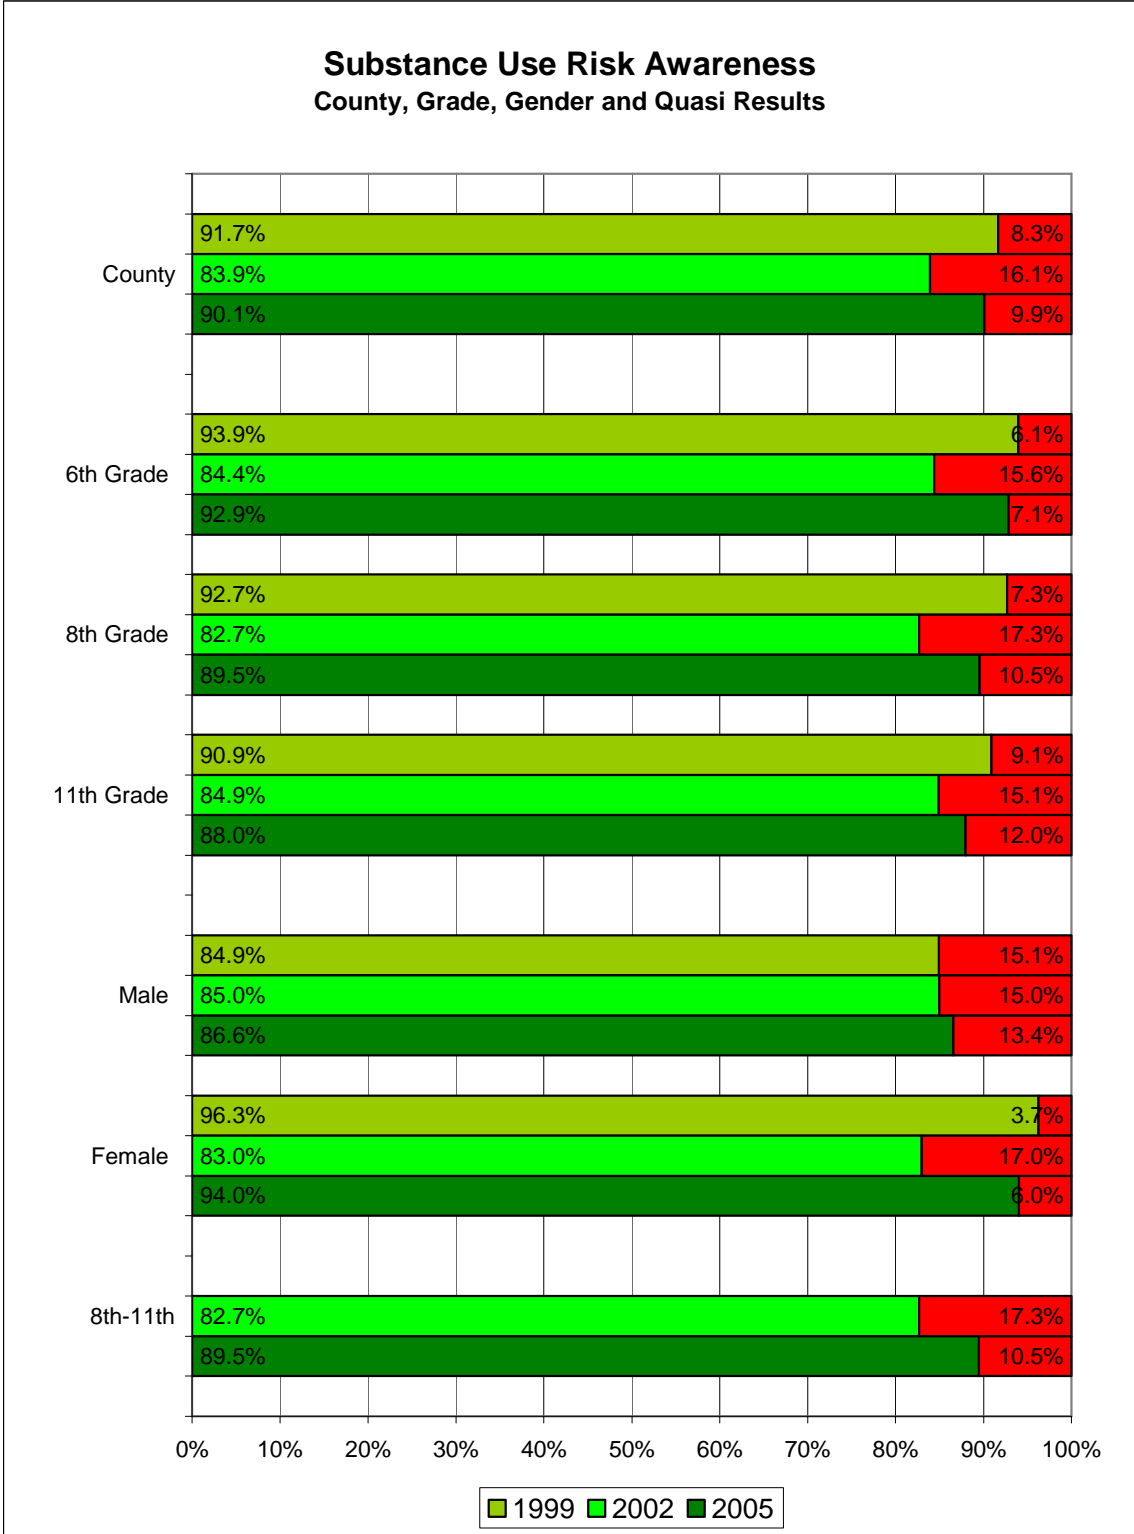 Substance Use Risk Awareness
County, Grade, Gender and Quasi Results
91.7% 8.3%
County 83.9% 16.1%
90.1% 9.9%
93.9% 6.1%
6th Grade 84.4% 15.6%
92.9% 7.1%
92.7% 7.3%
8th Grade 82.7% 17.3%
89.5% 10.5%
90.9% 9.1%
11th Grade 84.9% 15.1%
88.0% 12.0%
84.9% 15.1%
Male 85.0% 15.0%
86.6% 13.4%
96.3% 3.7%
Female 83.0% 17.0%
94.0% 6.0%
8th-11th 82.7% 17.3%
89.5% 10.5%
0% 10% 20% 30% 40% 50% 60% 70% 80% 90% 100%
1999 2002 2005